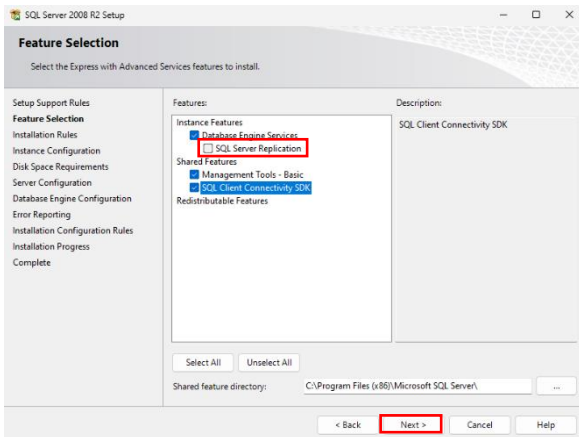 SQL Server 2008 R2 Setup
Feature Selection
Select the Express with Advanced Services features to install.
Setup Support Rules
Feature Selection
Installation Rules
Instance Configuration
Disk Space Requirements
Server Configuration
Database Engine Configuration
Error Reporting
Installation Configuration Rules
Installation Progress
Complete
Features:
Instance Features
Database Engine Services
SQL Server Replication
Shared Features
Management Tools - Basic
SQL Client Connectivity SDK
Redistributable Features
Description:
SQL Client Connectivity SDK
Select All
Unselect All
Shared feature directory:
C:\Program Files (x86)\Microsoft SQL Server\
...
< Back
Next >
Cancel
Help